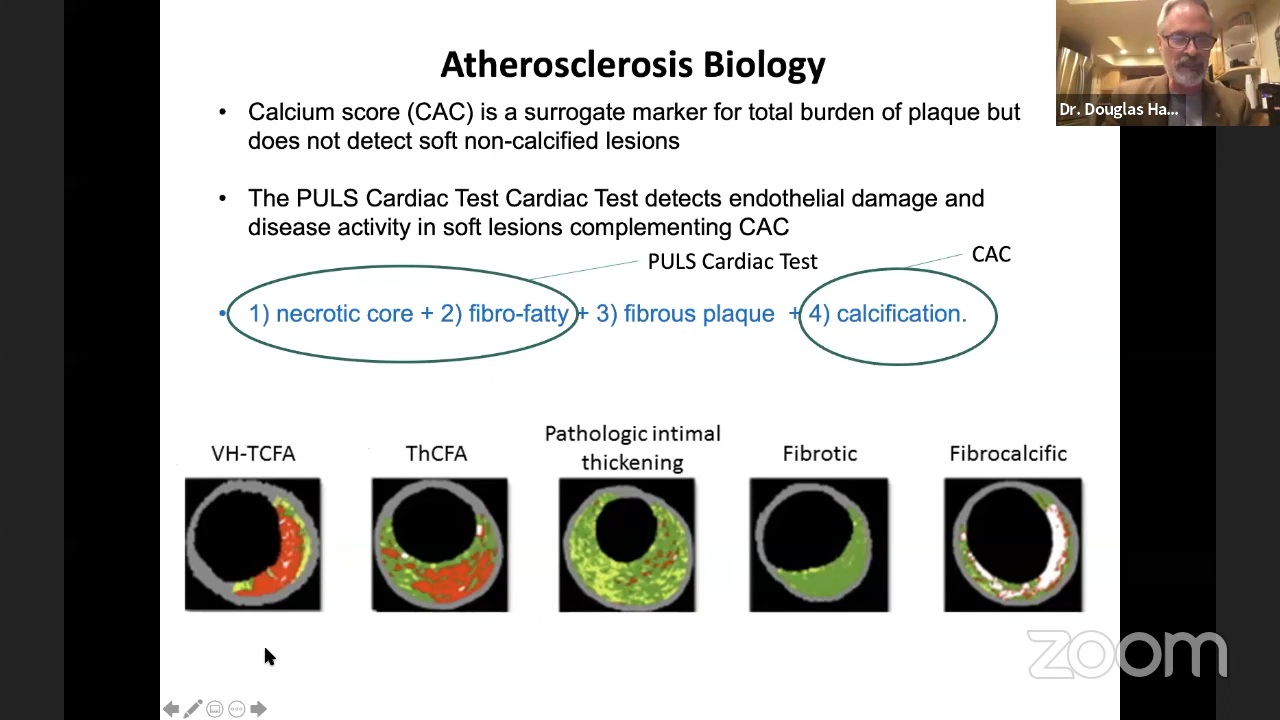 Atherosclerosis Biology
• Calcium score (CAC) is a surrogate marker for total burden of plaque but
does not detect soft non-calcified lesions
• The PULS Cardiac Test Cardiac Test detects endothelial damage and
disease activity in soft lesions complementing CAC
PULS Cardiac Test
CAC
• 1) necrotic core + 2) fibro-fatty + 3) fibrous plaque + 4) calcification.
VH-TCFA
ThCFA
Pathologic intimal
thickening
Fibrotic
Fibrocalcific
Dr. Douglas Ha...
zoom